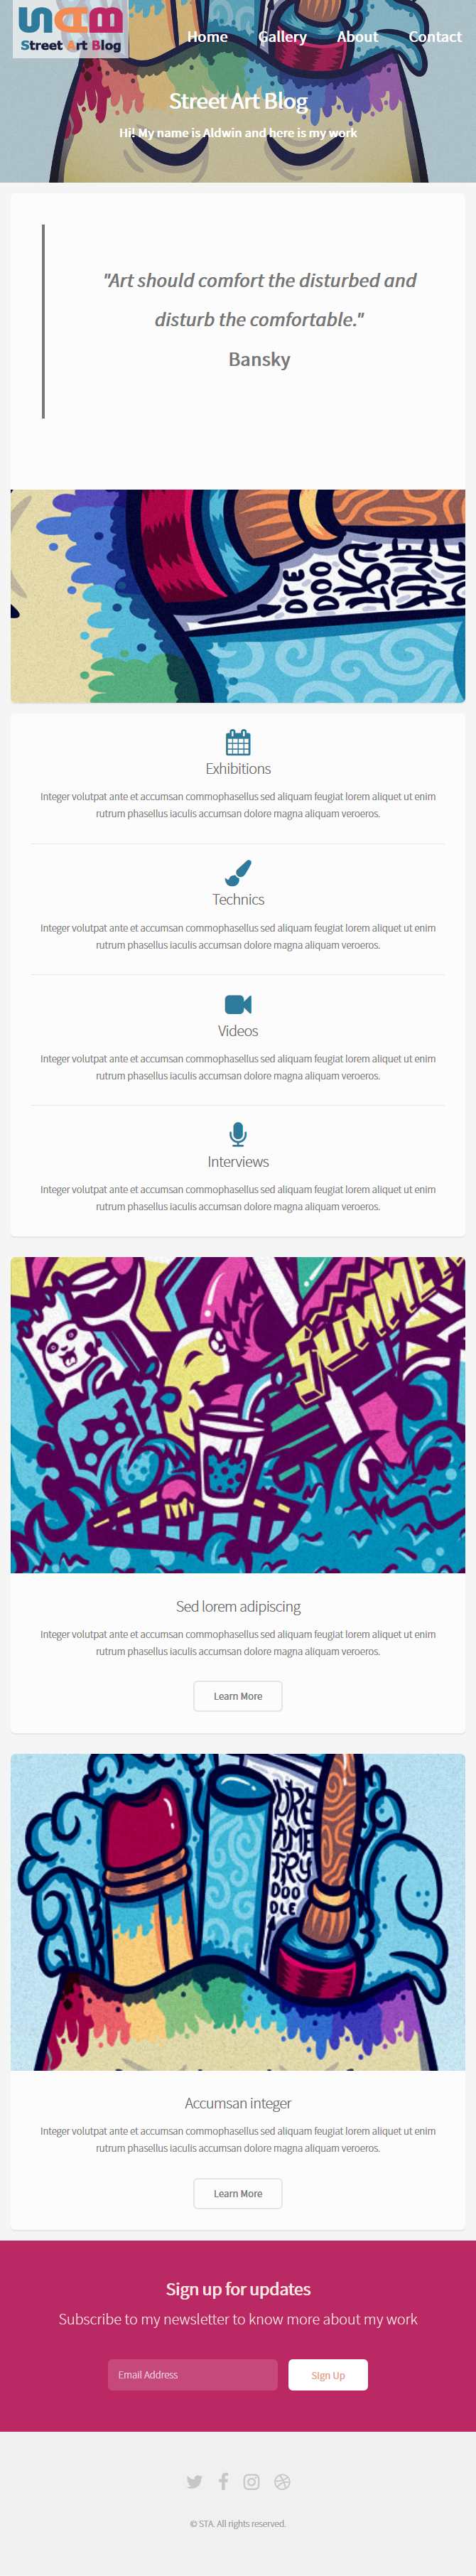 Street Art Blog
Home Gallery About Contact
Street Art Blog
Hi! My name is Aldwin and here is my work
"Art should comfort the disturbed and
disturb the comfortable."
Bansky
Exhibitions
Integer volutpat ante et accumsan commophasellus sed aliquam feugiat lorem aliquet ut enim
rutrum phasellus iaculis accumsan dolore magna aliquam veroeros.
Technics
Integer volutpat ante et accumsan commophasellus sed aliquam feugiat lorem aliquet ut enim
rutrum phasellus iaculis accumsan dolore magna aliquam veroeros.
Videos
Integer volutpat ante et accumsan commophasellus sed aliquam feugiat lorem aliquet ut enim
rutrum phasellus iaculis accumsan dolore magna aliquam veroeros.
Interviews
Integer volutpat ante et accumsan commophasellus sed aliquam feugiat lorem aliquet ut enim
rutrum phasellus iaculis accumsan dolore magna aliquam veroeros.
SUMMER
Sed lorem adipiscing
Integer volutpat ante et accumsan commophasellus sed aliquam feugiat lorem aliquet ut enim
rutrum phasellus iaculis accumsan dolore magna aliquam veroeros.
Learn More
DRE
AME
TRY
DOO
DLE
Accumsan integer
Integer volutpat ante et accumsan commophasellus sed aliquam feugiat lorem aliquet ut enim
rutrum phasellus iaculis accumsan dolore magna aliquam veroeros.
Learn More
Sign up for updates
Subscribe to my newsletter to know more about my work
Email Address Sign Up
© STA. All rights reserved.